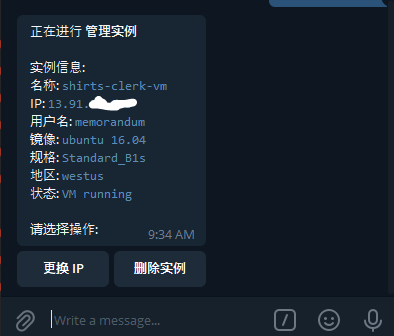 正在进行 管理实例
实例信息:
名称: shirts-clerk-vm
IP: 13.91.
用户名: memorandum
镜像: ubuntu 16.04
规格: Standard_B1s
地区: westus
状态: VM running
请选择操作:
9:34 AM
更换 IP
删除实例
Write a message...